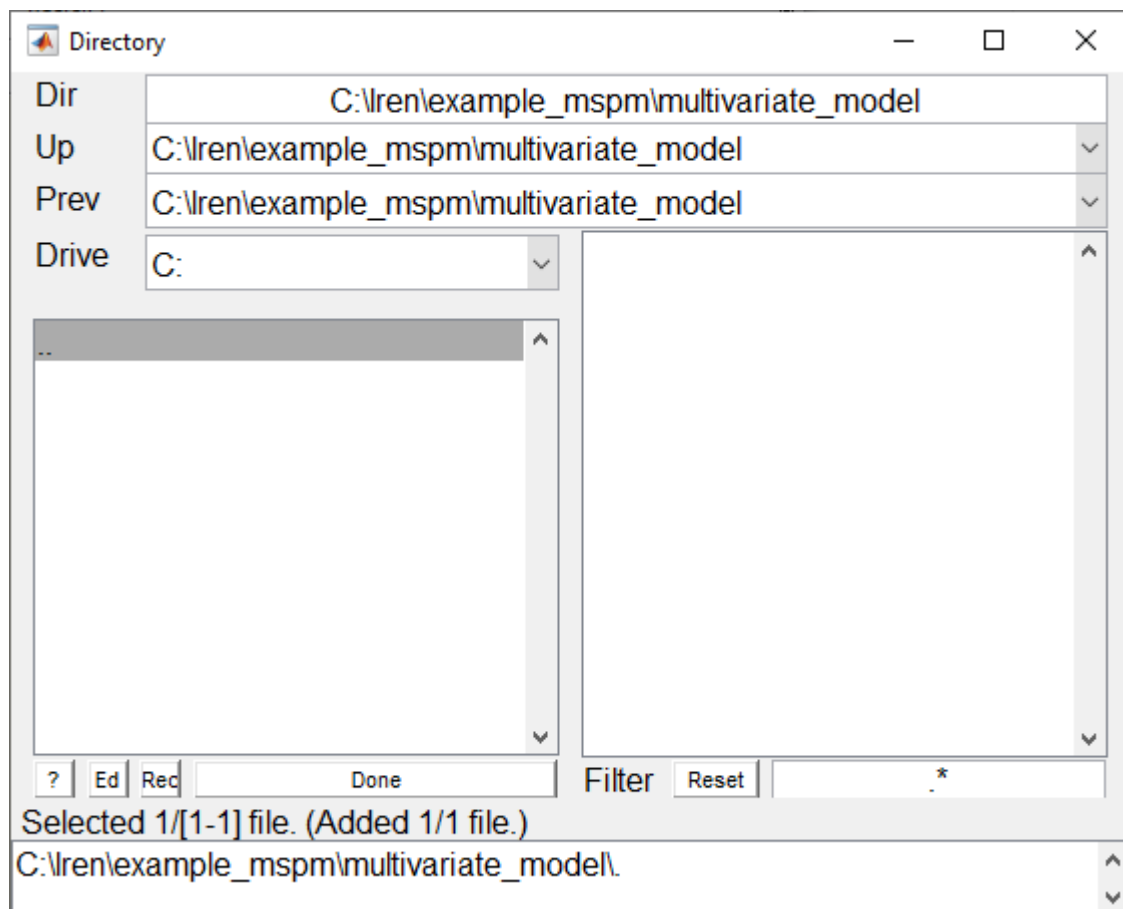 Directory
Dir C:\lren\example_mspm\multivariate_model
Up C:\lren\example_mspm\multivariate_model
Prev C:\lren\example_mspm\multivariate_model
Drive C:
..
? Ed Rec Done Filter Reset .*
Selected 1/[1-1] file. (Added 1/1 file.)
C:\lren\example_mspm\multivariate_model\.